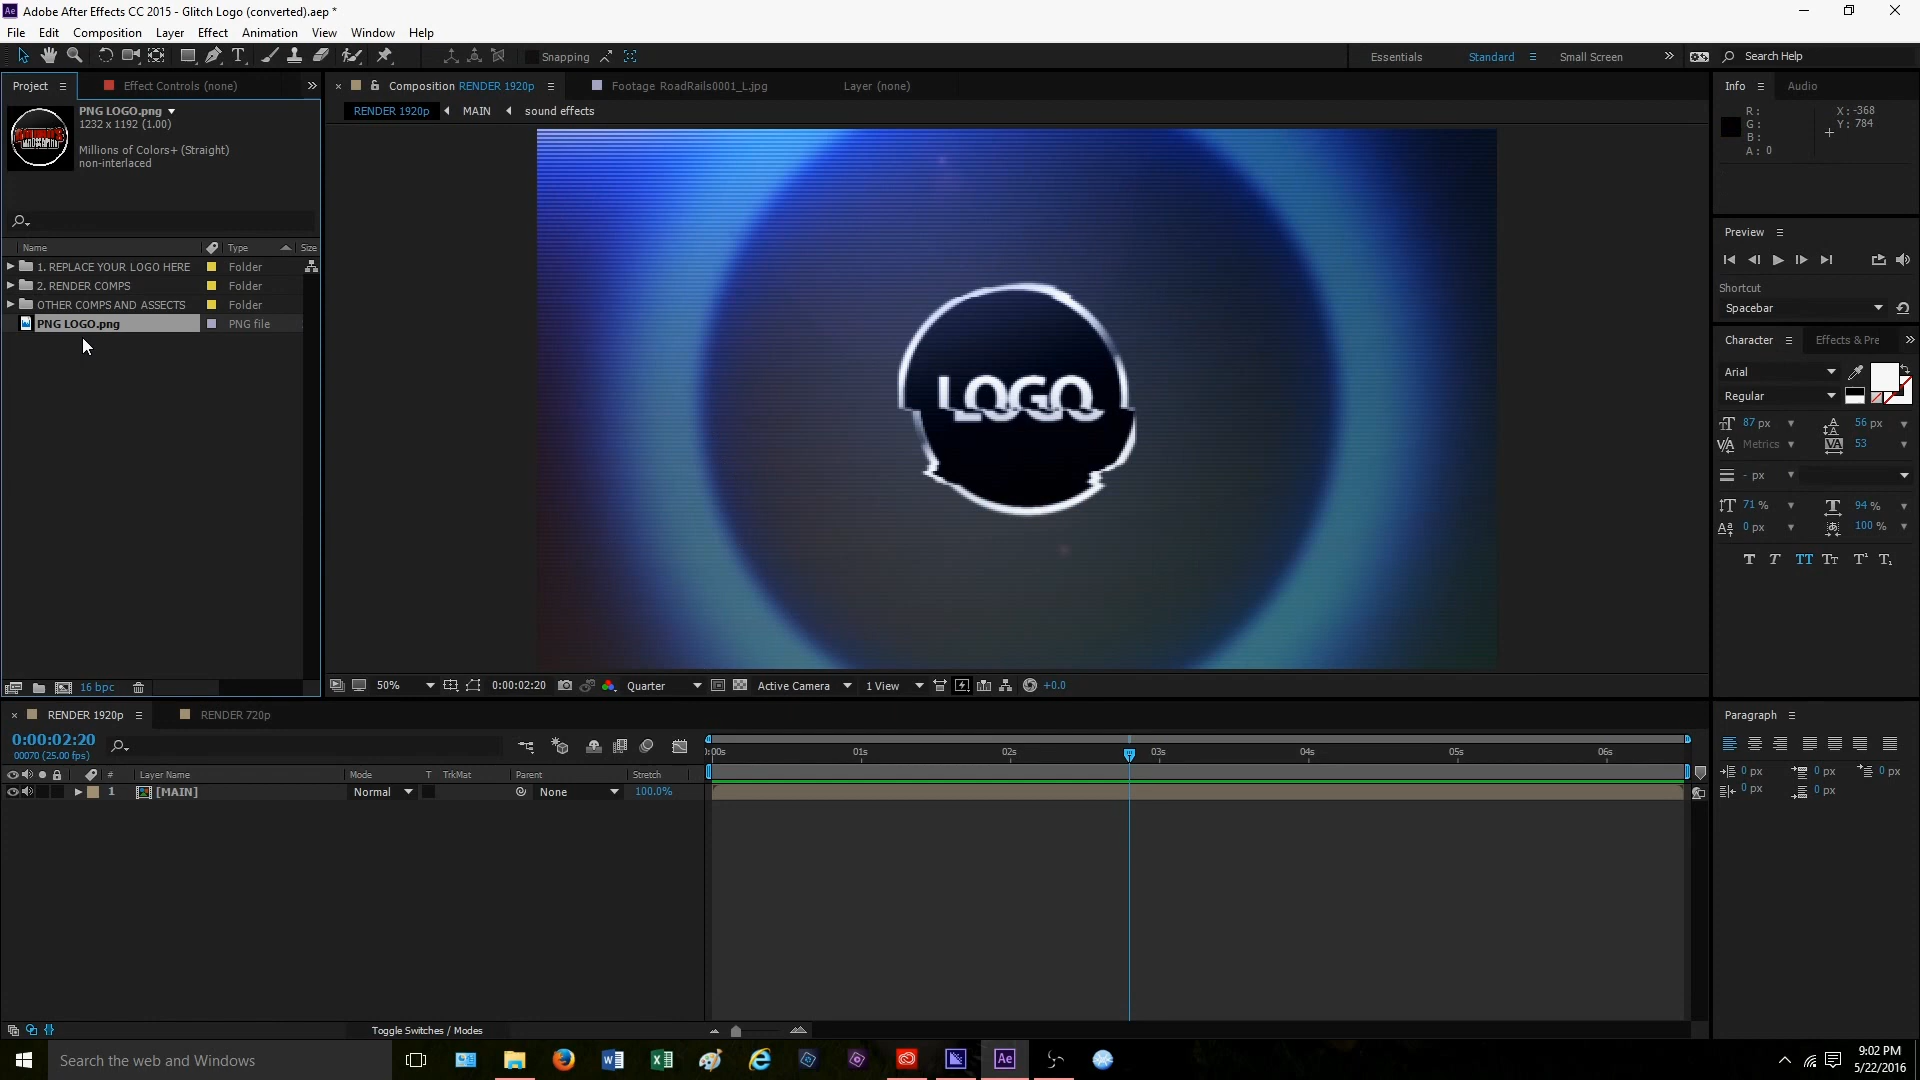 Adobe After Effects CC 2015 - Glitch Logo (converted).aep *
File Edit Composition Layer Effect Animation View Window Help
Snapping
Essentials Standard Small Screen Search Help
Project Effect Controls (none)
PNG LOGO.png
1232 x 1192 (1.00)
Millions of Colors+ (Straight)
non-interlaced
Name Type Size
1. REPLACE YOUR LOGO HERE Folder
2. RENDER COMPS Folder
OTHER COMPS AND ASSECTS Folder
PNG LOGO.png PNG file
16 bpc
Composition RENDER 1920p Footage RoadRails0001_L.jpg Layer (none)
RENDER 1920p MAIN sound effects
LOGO
50% 0:00:02:20 Quarter Active Camera 1 View +0.0
Info Audio
R: X: -368
G: Y: 784
B:
A: 0
Preview
Shortcut
Spacebar
Character Effects & Pre
Arial
Regular
87 px 56 px
Metrics 53
- px
71 % 94 %
0 px 100 %
Paragraph
0 px 0 px 0 px
0 px 0 px
RENDER 1920p RENDER 720p
0:00:02:20
00070 (25.00 fps)
# Layer Name Mode T TrkMat Parent Stretch
1 [MAIN] Normal None 100.0%
:00s 01s 02s 03s 04s 05s 06s
Toggle Switches / Modes
Search the web and Windows
9:02 PM
5/22/2016